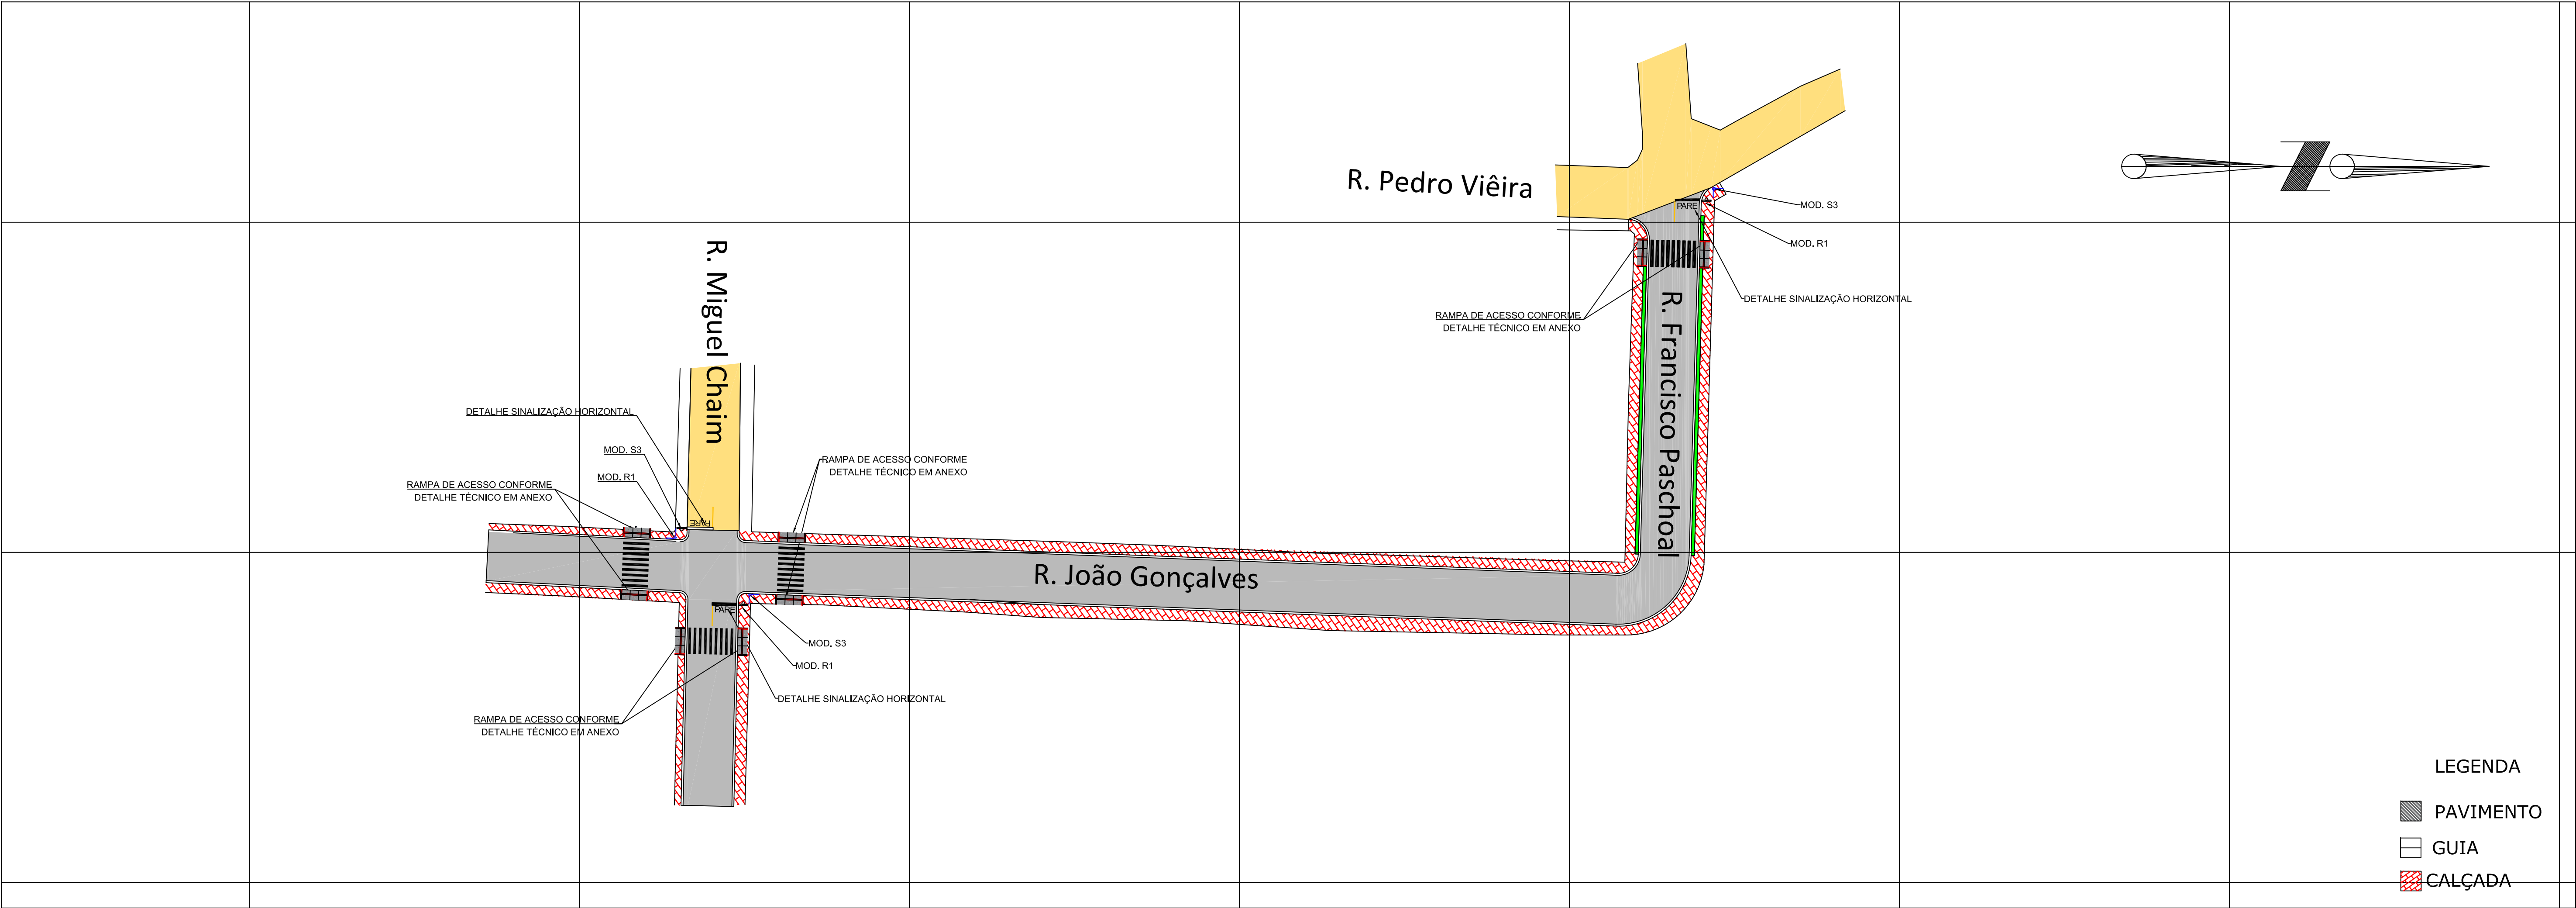 R. Pedro Viêira
MOD. S3
PARE
MOD. R1
R. Miguel Chaim
DETALHE SINALIZAÇÃO HORIZONTAL
RAMPA DE ACESSO CONFORME
DETALHE TÉCNICO EM ANEXO
R. Francisco Paschoal
DETALHE SINALIZAÇÃO HORIZONTAL
MOD. S3
MOD. R1
RAMPA DE ACESSO CONFORME
DETALHE TÉCNICO EM ANEXO
RAMPA DE ACESSO CONFORME
DETALHE TÉCNICO EM ANEXO
PARE
R. João Gonçalves
PARE
MOD. S3
MOD. R1
DETALHE SINALIZAÇÃO HORIZONTAL
RAMPA DE ACESSO CONFORME
DETALHE TÉCNICO EM ANEXO
LEGENDA
PAVIMENTO
GUIA
CALÇADA